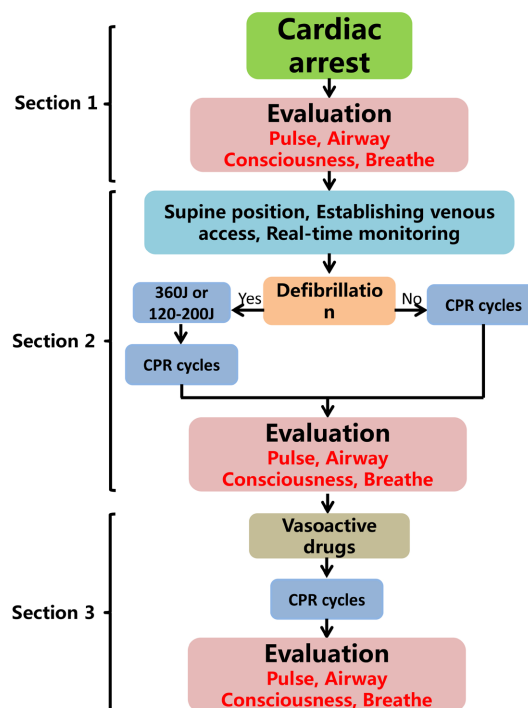 Cardiac
arrest
Section 1
Evaluation
Pulse, Airway
Consciousness, Breathe
Supine position, Establishing venous
access, Real-time monitoring
360J or
120-200J
Yes
Defibrillatio
n
No
CPR cycles
Section 2
CPR cycles
Evaluation
Pulse, Airway
Consciousness, Breathe
Vasoactive
drugs
CPR cycles
Section 3
Evaluation
Pulse, Airway
Consciousness, Breathe